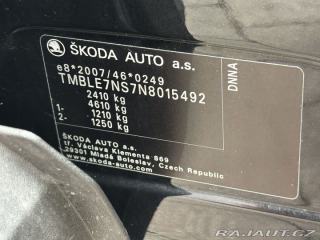 ŠKODA AUTO a.s.
e8*2007/46*0249
TMBLE7NS7N8015492
2410 kg
4610 kg
1- 1210 kg
2- 1250 kg
DNNA
ŠKODA AUTO a.s.
tř. Václava Klementa 869
29301 Mladá Boleslav, Czech Republic
www.skoda-auto.com
RAJAUT.CZ